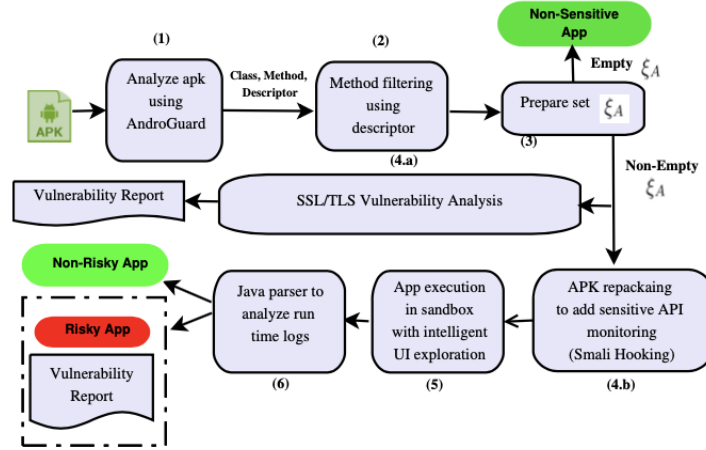 (1)
(2)
Non-Sensitive
App
Analyze apk
using
AndroGuard
Class, Method,
Descriptor
Method filtering
using
descriptor
Empty ξA
Prepare set ξA
APK
(3)
(4.a)
Non-Empty
ξA
Vulnerability Report
SSL/TLS Vulnerability Analysis
Non-Risky App
Risky App
Vulnerability
Report
Java parser to
analyze run
time logs
App execution
in sandbox
with intelligent
UI exploration
APK repackaing
to add sensitive API
monitoring
(Smali Hooking)
(6)
(5)
(4.b)